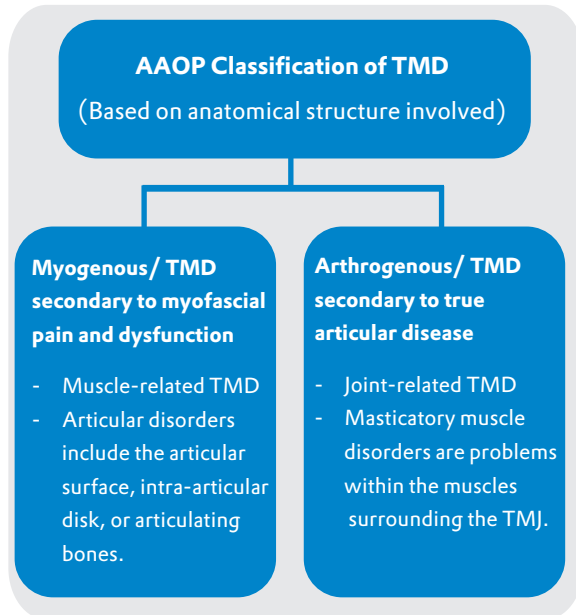 AAOP Classification of TMD
(Based on anatomical structure involved)
Myogenous/ TMD
secondary to myofascial
pain and dysfunction
- Muscle-related TMD
- Articular disorders
include the articular
surface, intra-articular
disk, or articulating
bones.
Arthrogenous/ TMD
secondary to true
articular disease
- Joint-related TMD
- Masticatory muscle
disorders are problems
within the muscles
surrounding the TMJ.